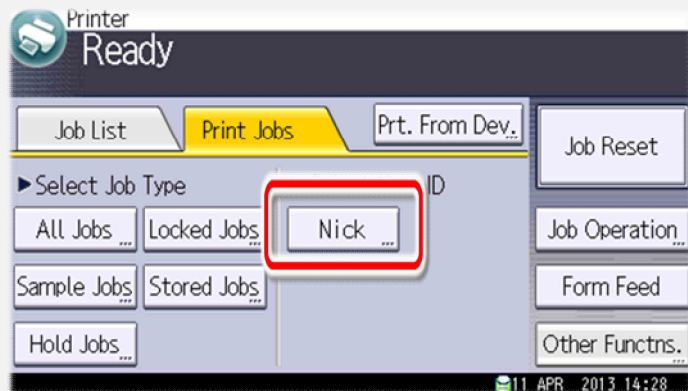 Printer
Ready
Job List
Print Jobs
Prt. From Dev.
Job Reset
Select Job Type
ID
All Jobs
Locked Jobs
Nick
Job Operation
Sample Jobs
Stored Jobs
Form Feed
Hold Jobs
Other Functns.
11 APR 2013 14:28